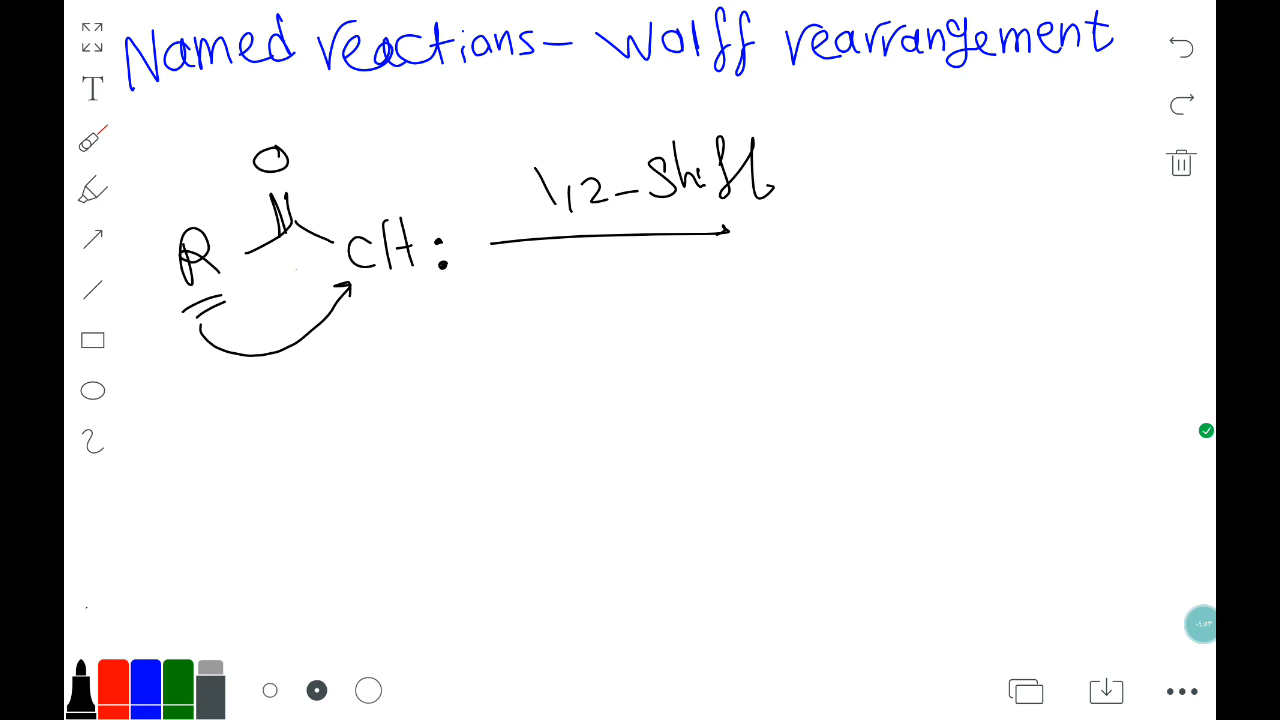 Named reactions - Wolff rearrangement
T
O
1,2-Shift
R CH: